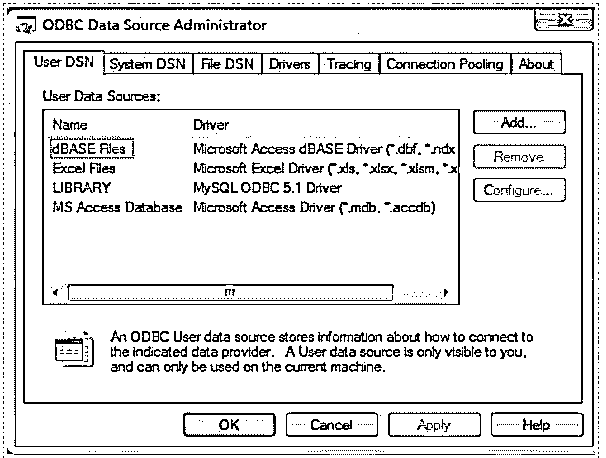 ODBC Data Source Administrator
User DSN System DSN File DSN Drivers Tracing Connection Pooling About
User Data Sources:
Name Driver
dBASE Files Microsoft Access dBASE Driver (*.dbf, *.ndx
Excel Files Microsoft Excel Driver (*.xls, *.xlsx, *.xlsm, *.x
LIBRARY MySQL ODBC 5.1 Driver
MS Access Database Microsoft Access Driver (*.mdb, *.accdb)
Add...
Remove
Configure...
An ODBC User data source stores information about how to connect to
the indicated data provider. A User data source is only visible to you,
and can only be used on the current machine.
OK Cancel Apply Help